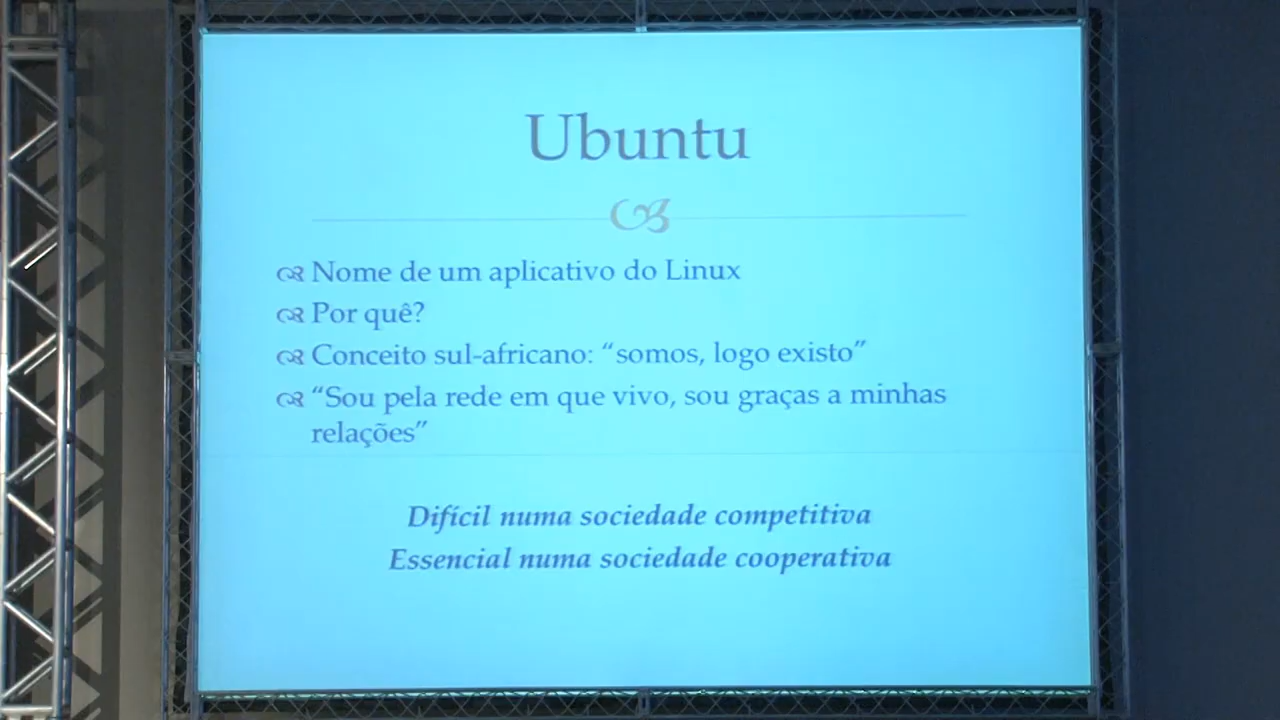 Ubuntu
Nome de um aplicativo do Linux
Por quê?
Conceito sul-africano: “somos, logo existo”
“Sou pela rede em que vivo, sou graças a minhas
relações”
Difícil numa sociedade competitiva
Essencial numa sociedade cooperativa